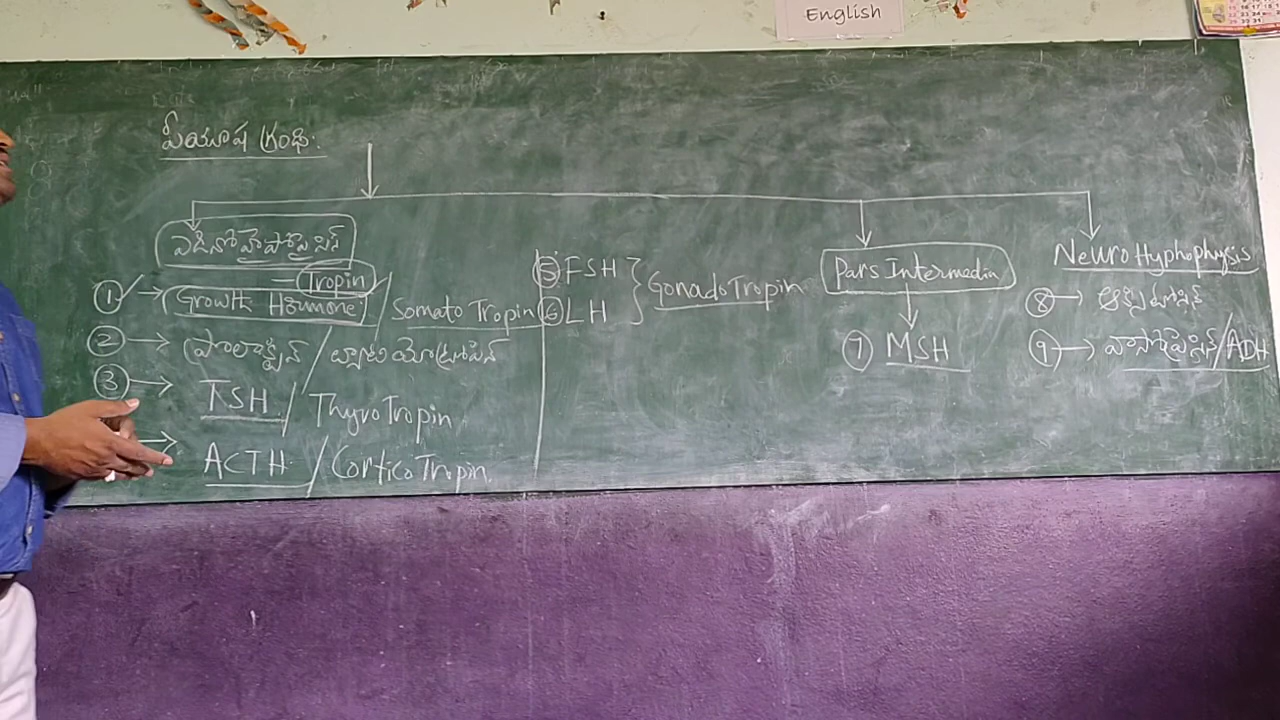 English
పీయూష గ్రంథి:
ఎడినోహైపోఫైసిస్
— Tropin
① → Growth Hormone / Somato Tropin
② → ప్రొలాక్టిన్ /
③ → TSH / Thyro Tropin
→ ACTH / Cortico Tropin
⑤ FSH
⑥ LH
} Gonado Tropin
Pars Intermedia
⑦ MSH
Neuro Hyphophysis
⑧ → ఆక్సిటోసిన్
⑨ → వాసోప్రెస్సిన్ / ADH